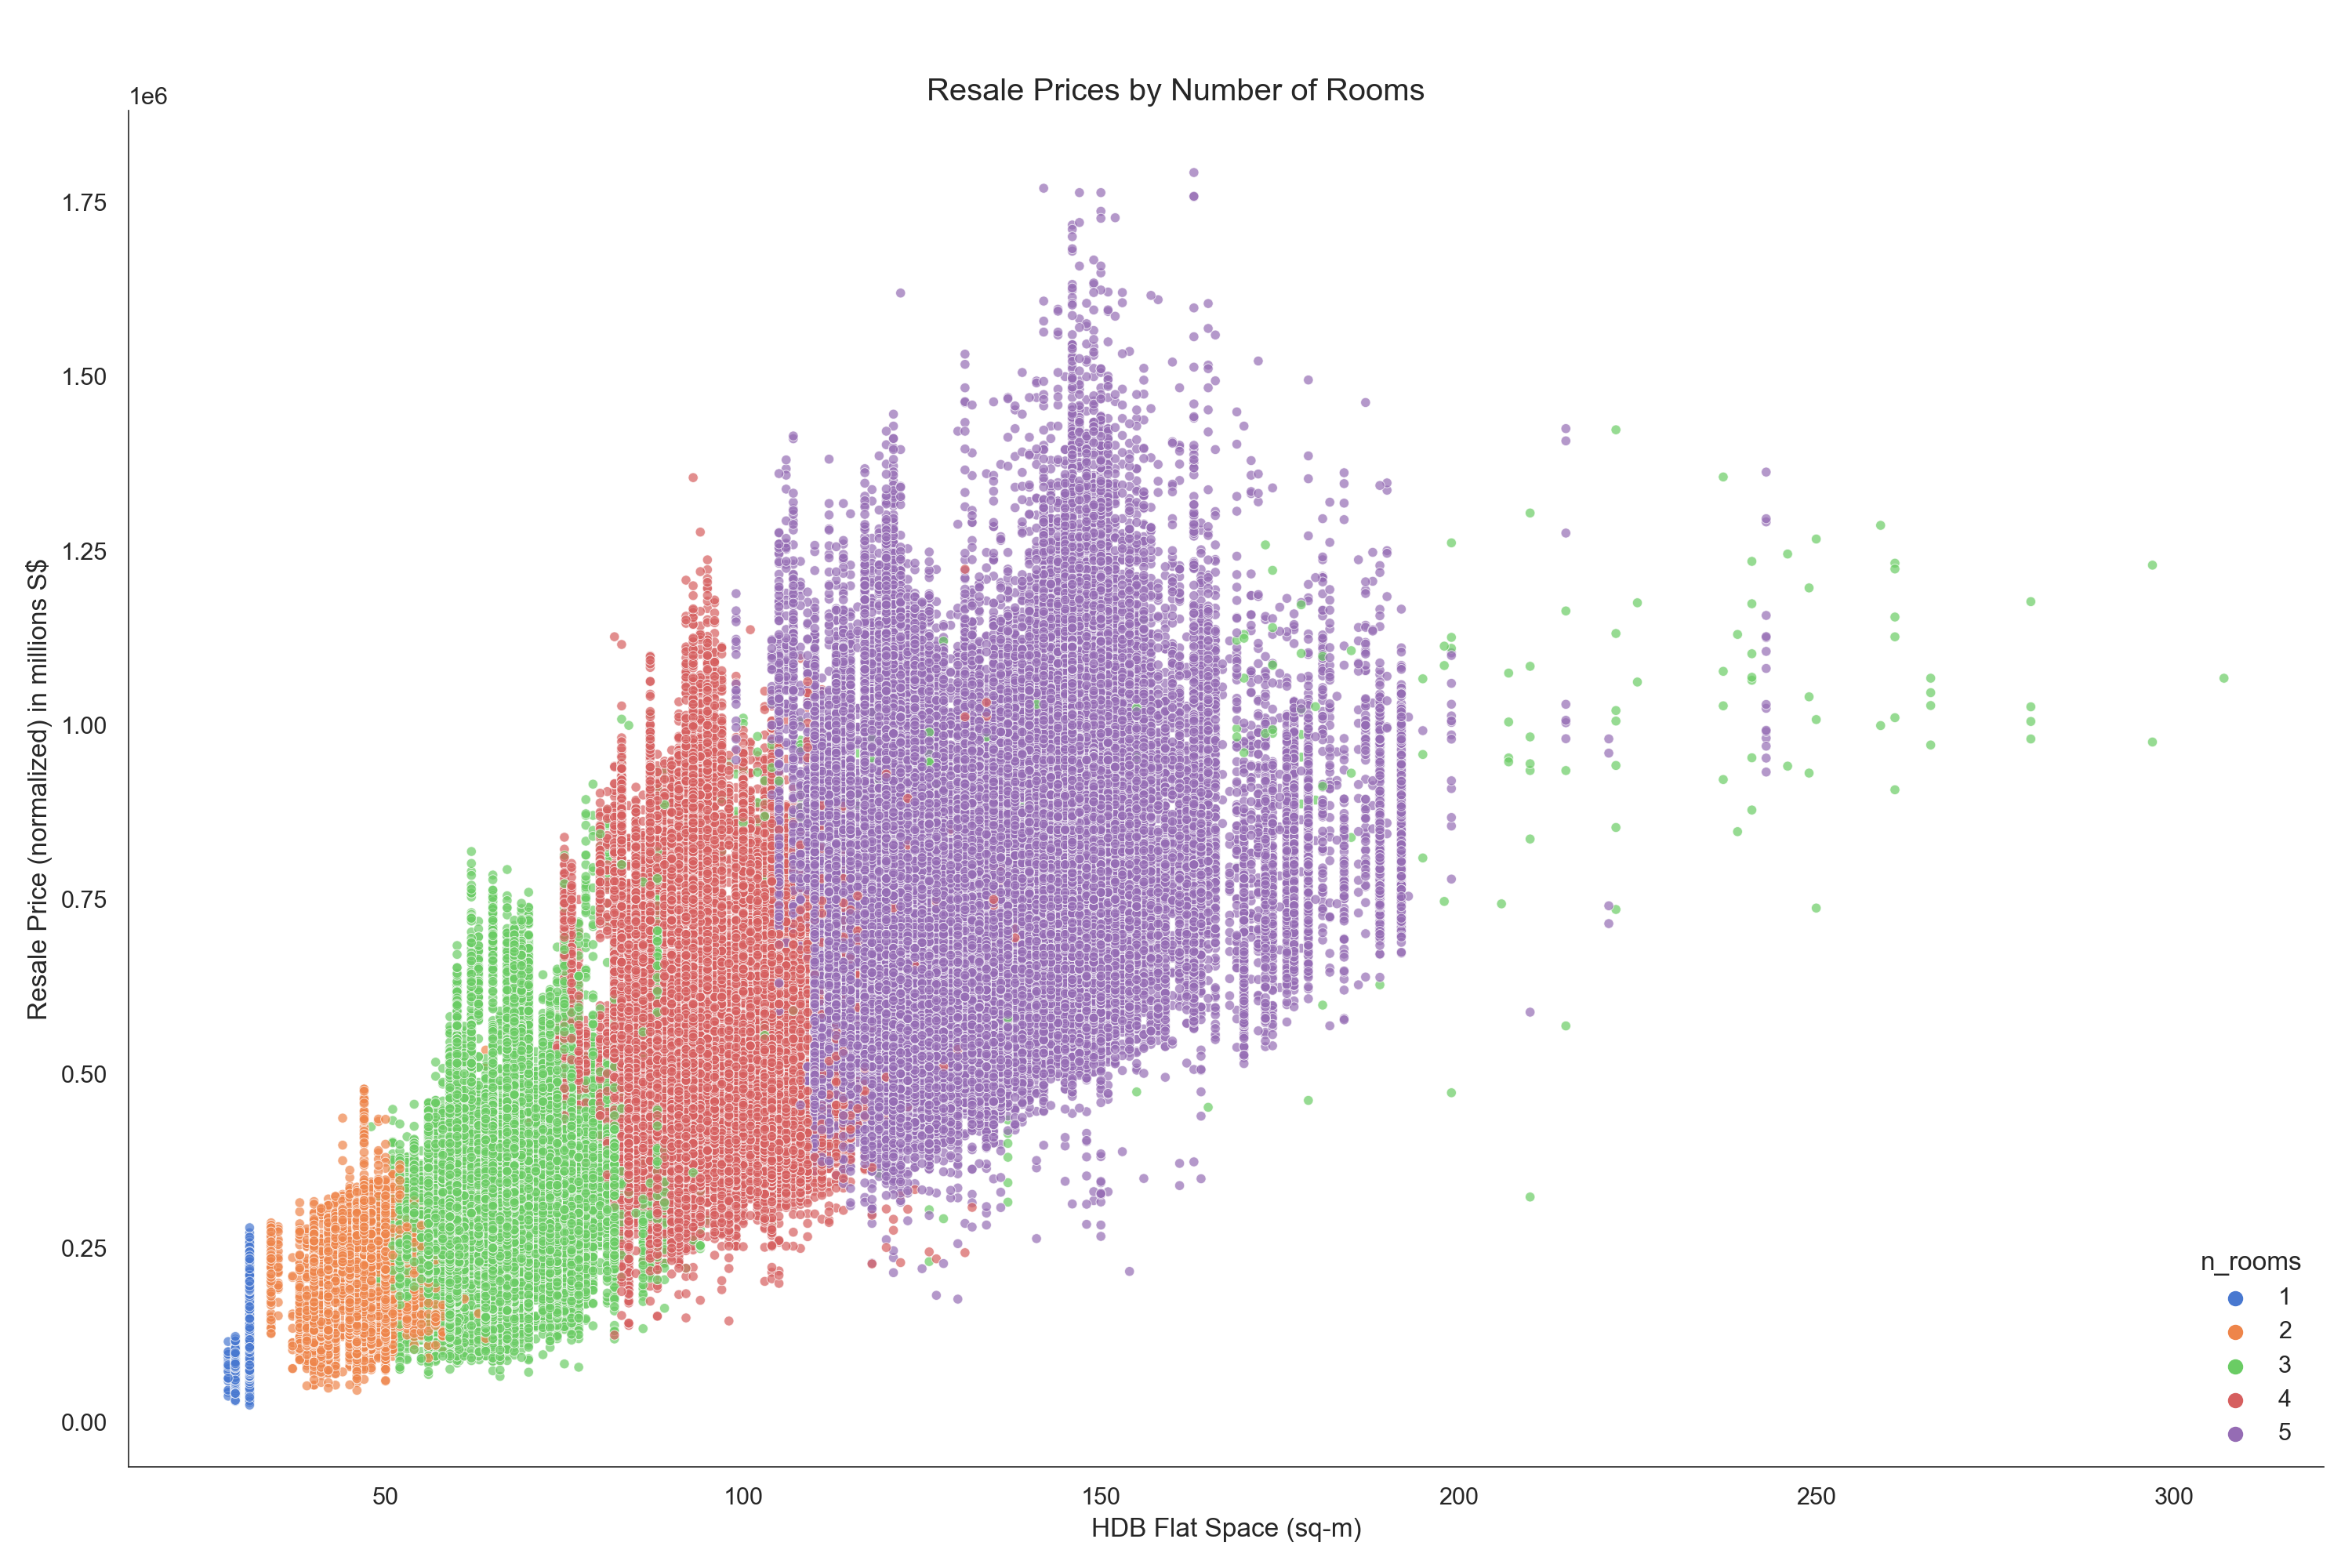 Resale Prices by Number of Rooms
1e6
1.75
1.50
1.25
1.00
0.75
0.50
0.25
0.00
Resale Price (normalized) in millions S$
50 100 150 200 250 300
HDB Flat Space (sq-m)
n_rooms
1
2
3
4
5